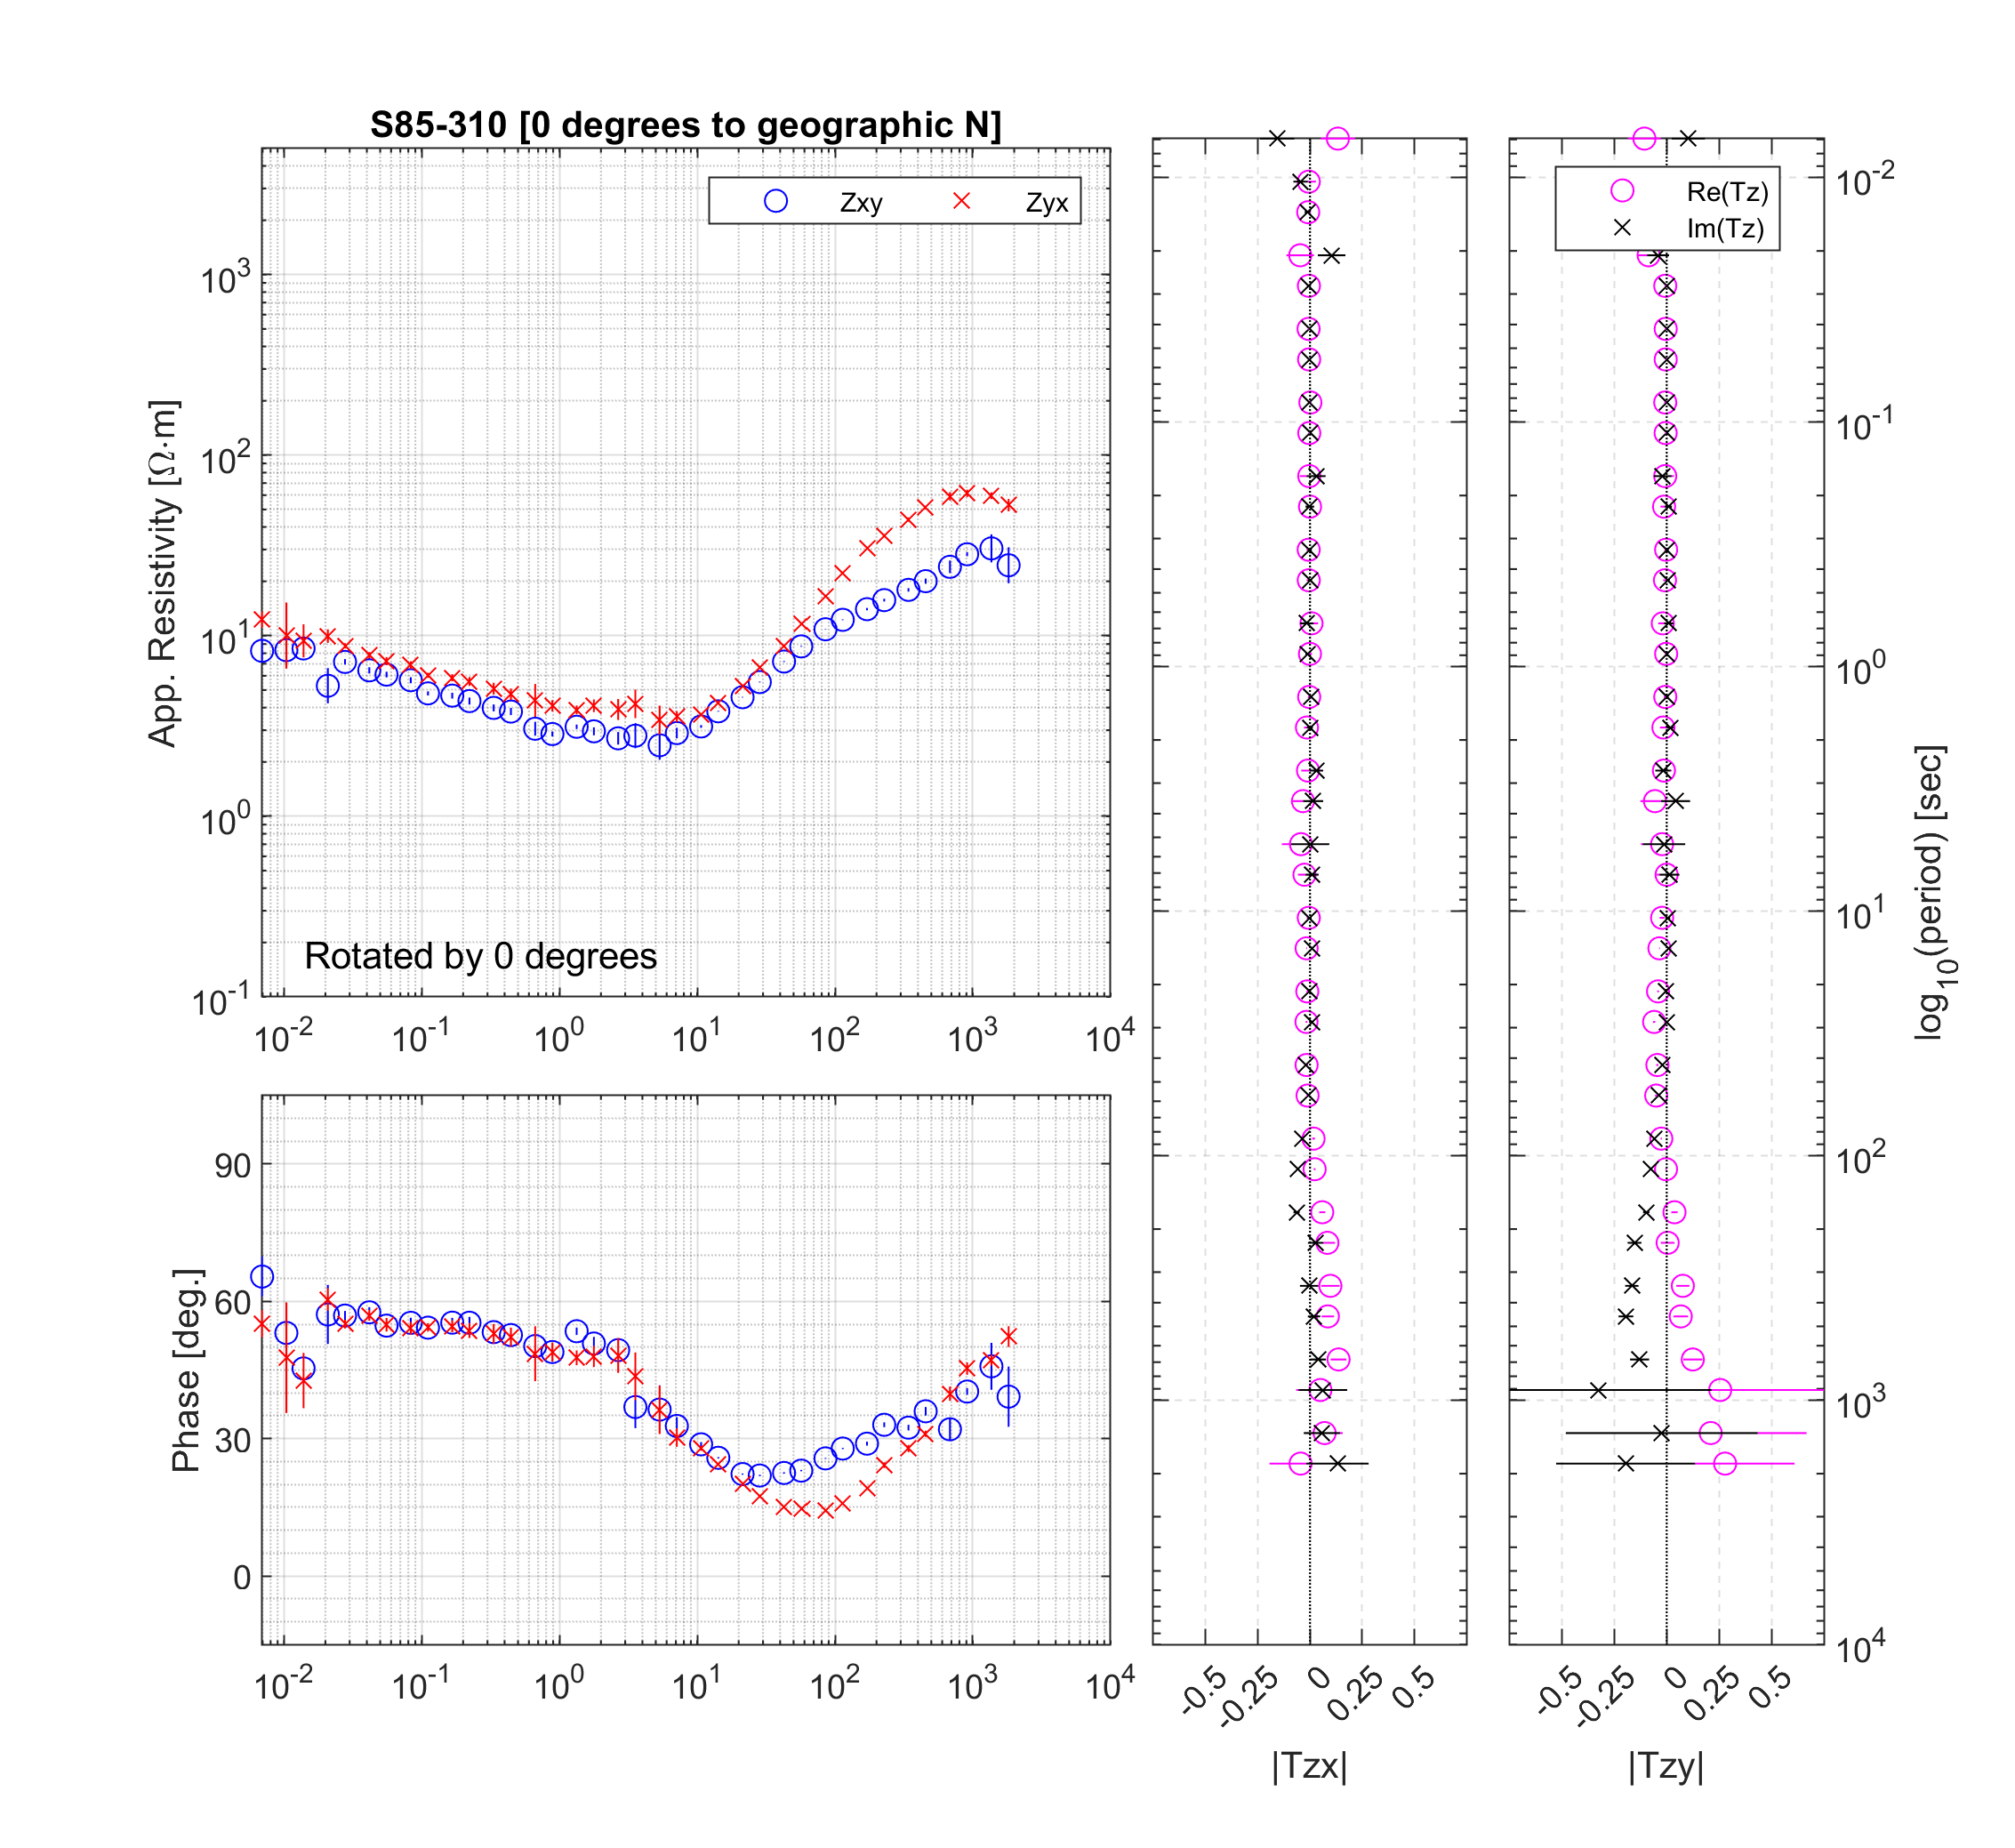 S85-310 [0 degrees to geographic N]
Zxy Zyx
App. Resistivity [Ω·m]
10^3
10^2
10^1
10^0
10^-1
Rotated by 0 degrees
10^-2 10^-1 10^0 10^1 10^2 10^3 10^4
Phase [deg.]
90
60
30
0
10^-2 10^-1 10^0 10^1 10^2 10^3 10^4
-0.5 -0.25 0 0.25 0.5
|Tzx|
Re(Tz)
Im(Tz)
10^-2
10^-1
10^0
10^1
10^2
10^3
10^4
log10(period) [sec]
-0.5 -0.25 0 0.25 0.5
|Tzy|